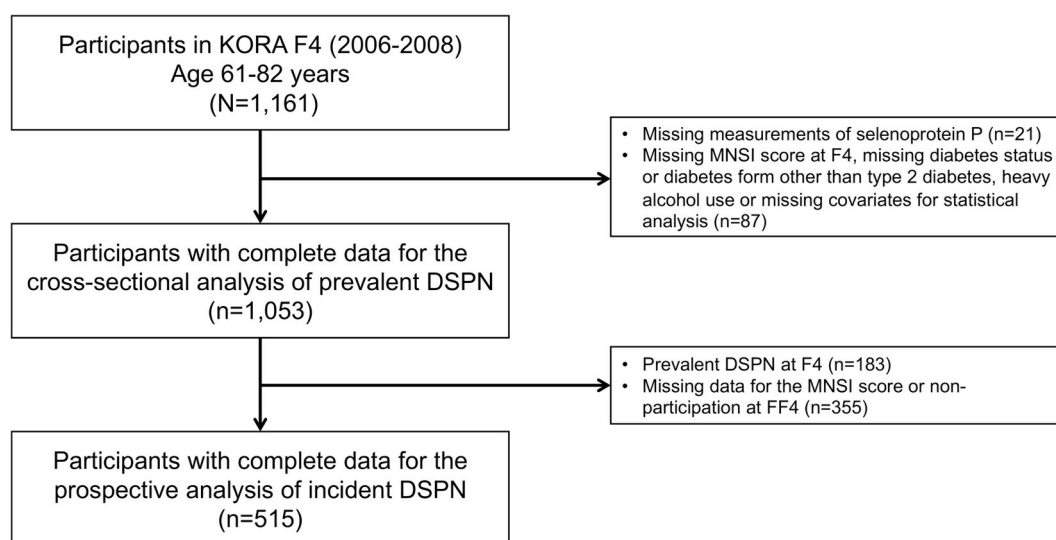 Participants in KORA F4 (2006-2008)
Age 61-82 years
(N=1,161)
• Missing measurements of selenoprotein P (n=21)
• Missing MNSI score at F4, missing diabetes status
or diabetes form other than type 2 diabetes, heavy
alcohol use or missing covariates for statistical
analysis (n=87)
Participants with complete data for the
cross-sectional analysis of prevalent DSPN
(n=1,053)
• Prevalent DSPN at F4 (n=183)
• Missing data for the MNSI score or non-
participation at FF4 (n=355)
Participants with complete data for the
prospective analysis of incident DSPN
(n=515)